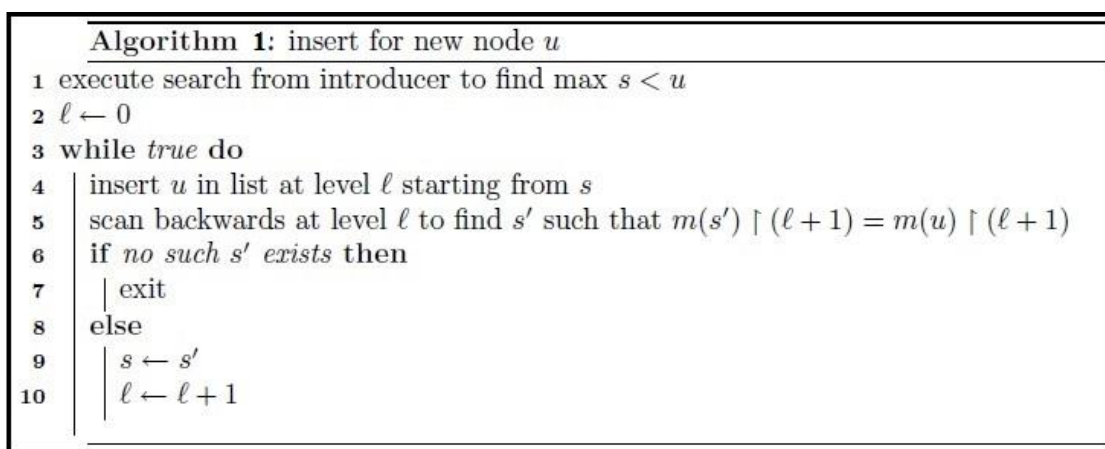 Algorithm 1: insert for new node u
1 execute search from introducer to find max s < u
2 ℓ ← 0
3 while true do
4 insert u in list at level ℓ starting from s
5 scan backwards at level ℓ to find s′ such that m(s′) ↾ (ℓ + 1) = m(u) ↾ (ℓ + 1)
6 if no such s′ exists then
7 exit
8 else
9 s ← s′
10 ℓ ← ℓ + 1